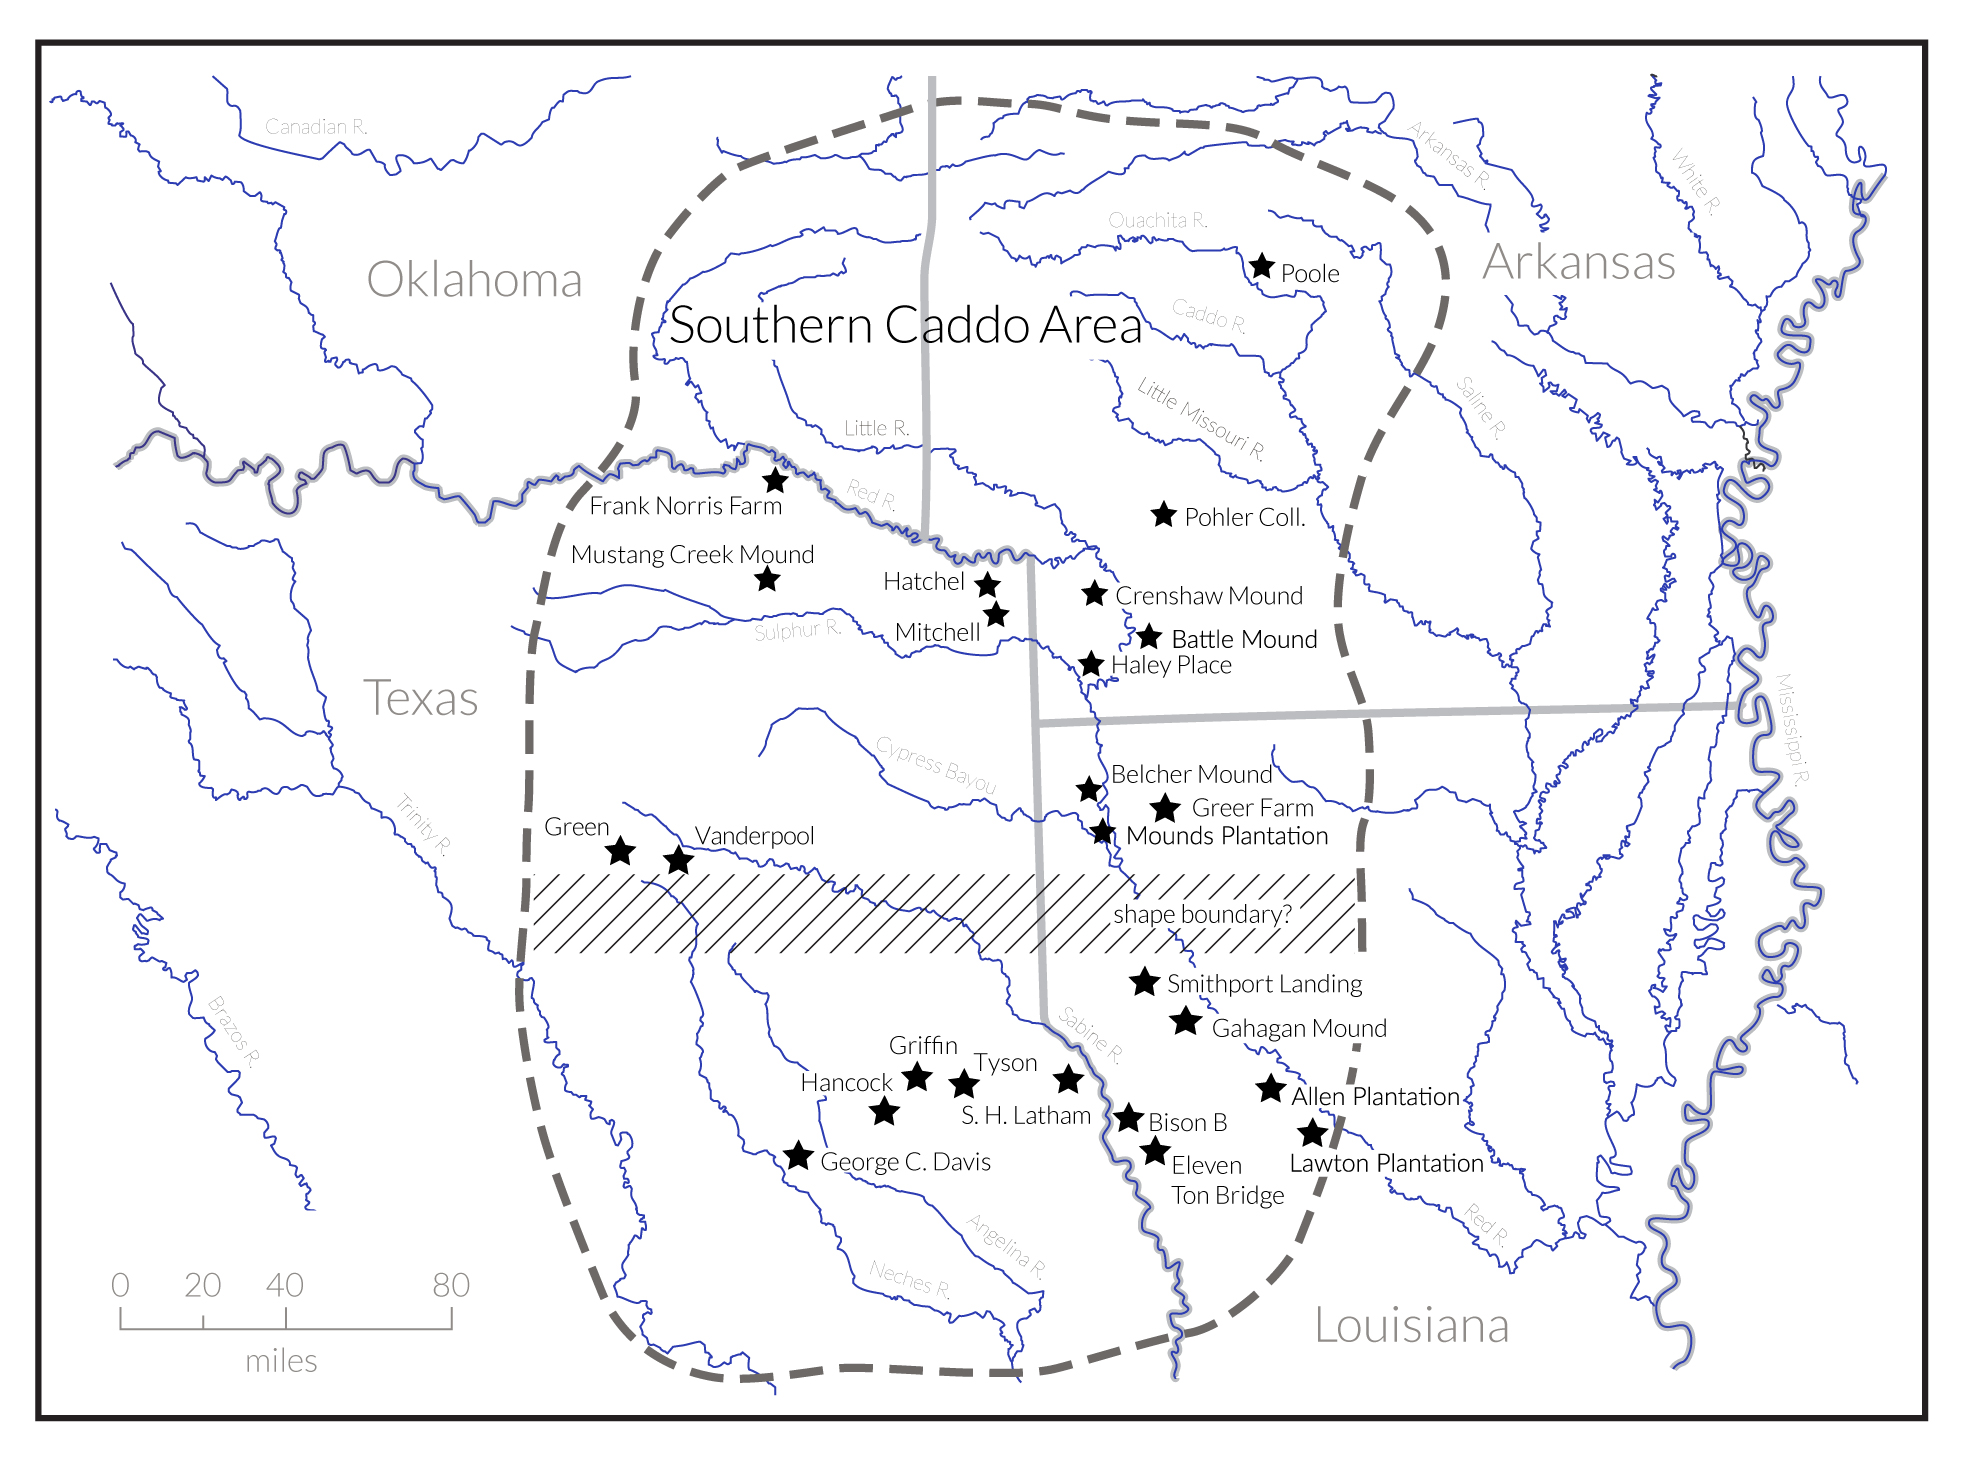 Canadian R.
Arkansas R.
White R.
Ouachita R.
Oklahoma
Arkansas
Poole
Southern Caddo Area
Caddo R.
Little Missouri R.
Saline R.
Little R.
Red R.
Frank Norris Farm
Pohler Coll.
Mustang Creek Mound
Hatchel
Crenshaw Mound
Mitchell
Sulphur R.
Battle Mound
Haley Place
Texas
Mississippi R.
Cypress Bayou
Belcher Mound
Greer Farm
Mounds Plantation
Trinity R.
Green
Vanderpool
shape boundary?
Smithport Landing
Gahagan Mound
Brazos R.
Sabine R.
Griffin
Tyson
Hancock
S. H. Latham
Allen Plantation
Bison B
Lawton Plantation
George C. Davis
Eleven
Ton Bridge
Red R.
Angelina R.
Neches R.
Louisiana
0 20 40 80
miles